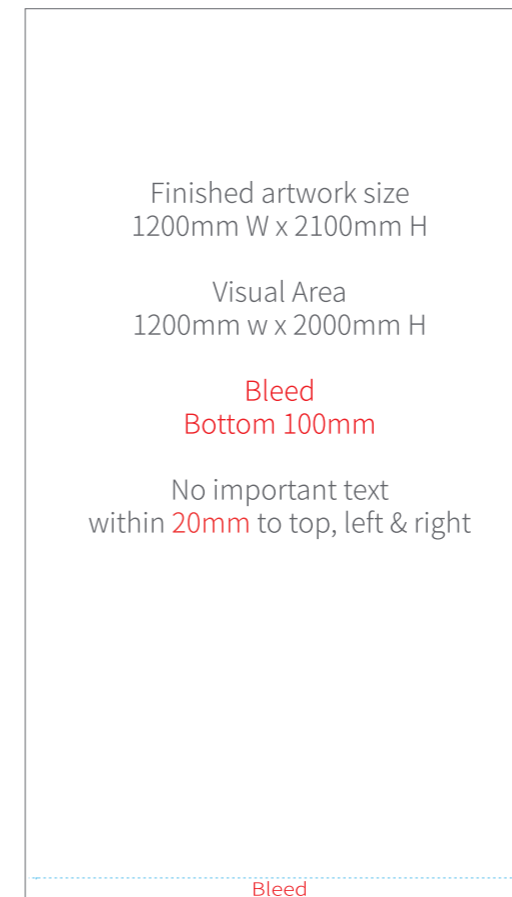 Finished artwork size
1200mm W x 2100mm H
Visual Area
1200mm w x 2000mm H
Bleed
Bottom 100mm
No important text
within 20mm to top, left & right
Bleed